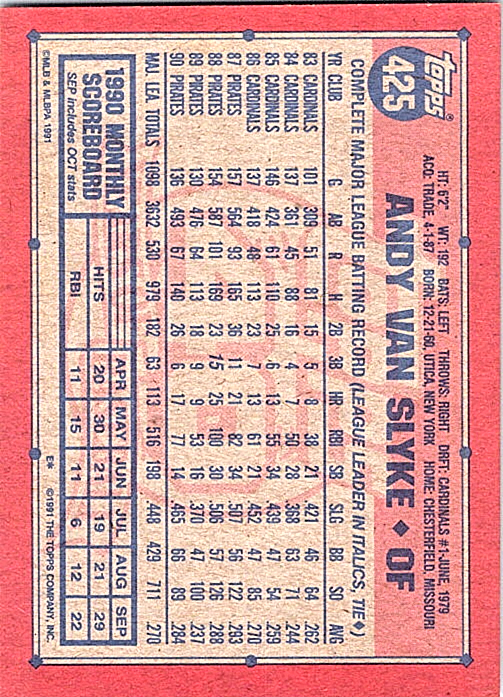 topps®
425
HT: 6'2" WT: 192 BATS: LEFT THROWS: RIGHT DRFT: CARDINALS #1-JUNE, 1979
ACQ: TRADE, 4-1-87 BORN: 12-21-60, UTICA, NEW YORK HOME: CHESTERFIELD, MISSOURI
ANDY VAN SLYKE ♦ OF
COMPLETE MAJOR LEAGUE BATTING RECORD (LEAGUE LEADER IN ITALICS, TIE♦)
YR CLUB G AB R H 2B 3B HR RBI SB SLG BB SO AVG
83 CARDINALS 101 309 51 81 15 5 8 38 21 .421 46 64 .262
84 CARDINALS 137 361 45 88 16 4 7 50 28 .368 63 71 .244
85 CARDINALS 146 424 61 110 25 6 13 55 34 .439 47 54 .259
86 CARDINALS 137 418 48 113 23 7 13 61 21 .452 47 85 .270
87 PIRATES 157 564 93 165 36 11 21 82 34 .507 56 122 .293
88 PIRATES 154 587 101 169 23 15 25 100 30 .506 57 126 .288
89 PIRATES 130 476 64 113 18 9 9 53 16 .370 47 100 .237
90 PIRATES 136 493 67 140 26 6 17 77 14 .465 66 89 .284
MAJ. LEA. TOTALS 1098 3632 530 979 182 63 113 516 198 .448 429 711 .270
1990 MONTHLY SCOREBOARD
SEP includes OCT stats
APR MAY JUN JUL AUG SEP
HITS 20 30 21 19 21 29
RBI 11 15 11 6 12 22
©MLB & MLBPA 1991
E* ©1991 THE TOPPS COMPANY, INC.